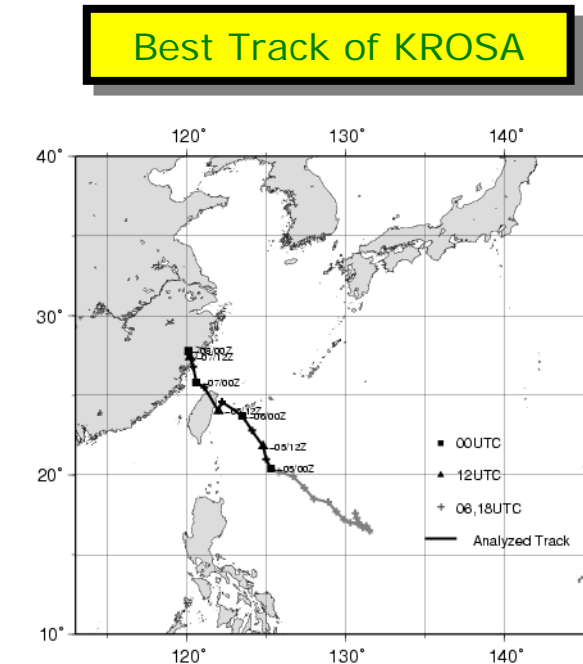 Best Track of KROSA
120° 130° 140°
40°
30°
08/00Z
07/12Z
07/00Z
06/12Z
06/00Z
05/12Z
00UTC
20°
05/00Z
12UTC
06,18UTC
Analyzed Track
10°
120° 130° 140°